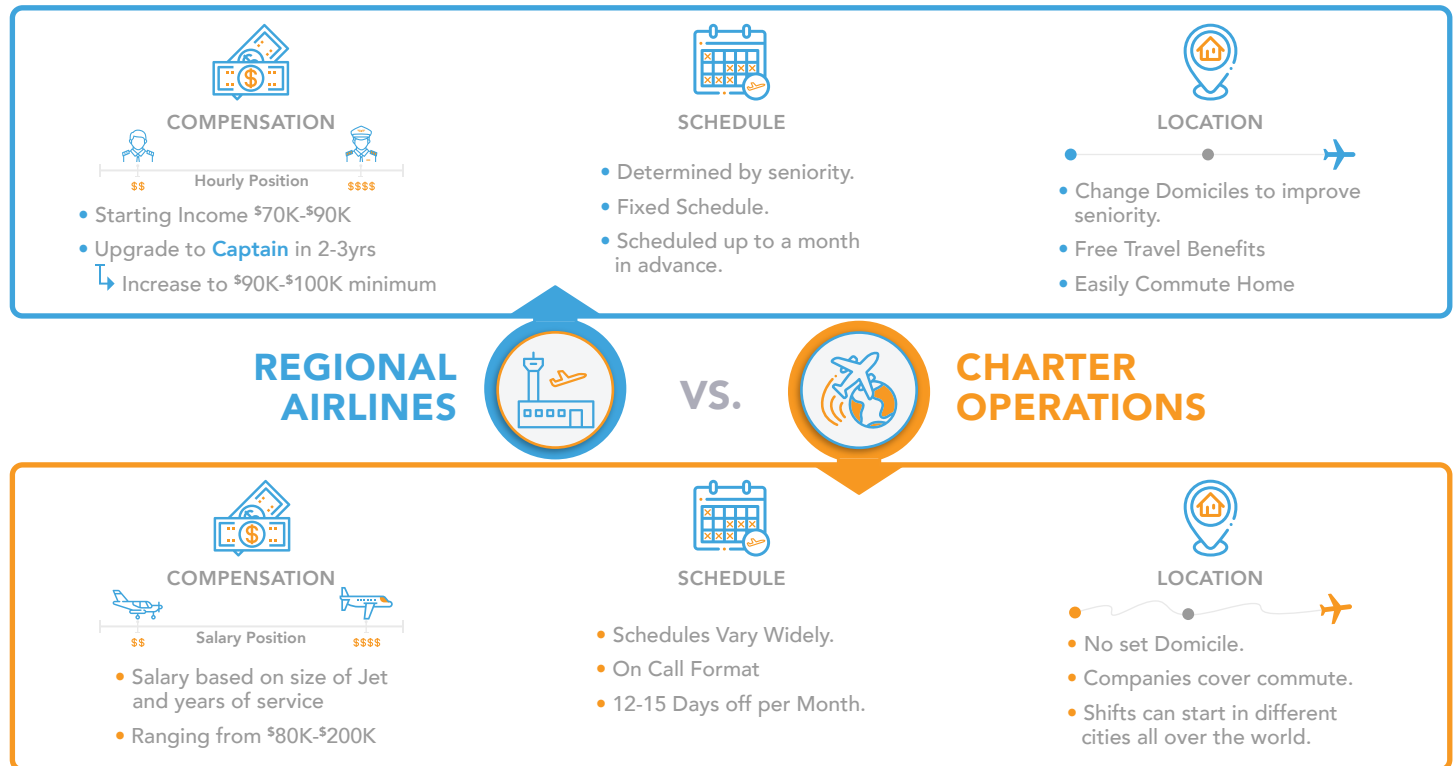 COMPENSATION
$$
Hourly Position
$$$$
• Starting Income $70K-$90K
• Upgrade to Captain in 2-3yrs
Increase to $90K-$100K minimum
SCHEDULE
• Determined by seniority.
• Fixed Schedule.
• Scheduled up to a month
in advance.
LOCATION
• Change Domiciles to improve
seniority.
• Free Travel Benefits
• Easily Commute Home
REGIONAL
AIRLINES
VS.
CHARTER
OPERATIONS
COMPENSATION
$$
Salary Position
$$$$
• Salary based on size of Jet
and years of service
• Ranging from $80K-$200K
SCHEDULE
• Schedules Vary Widely.
• On Call Format
• 12-15 Days off per Month.
LOCATION
• No set Domicile.
• Companies cover commute.
• Shifts can start in different
cities all over the world.